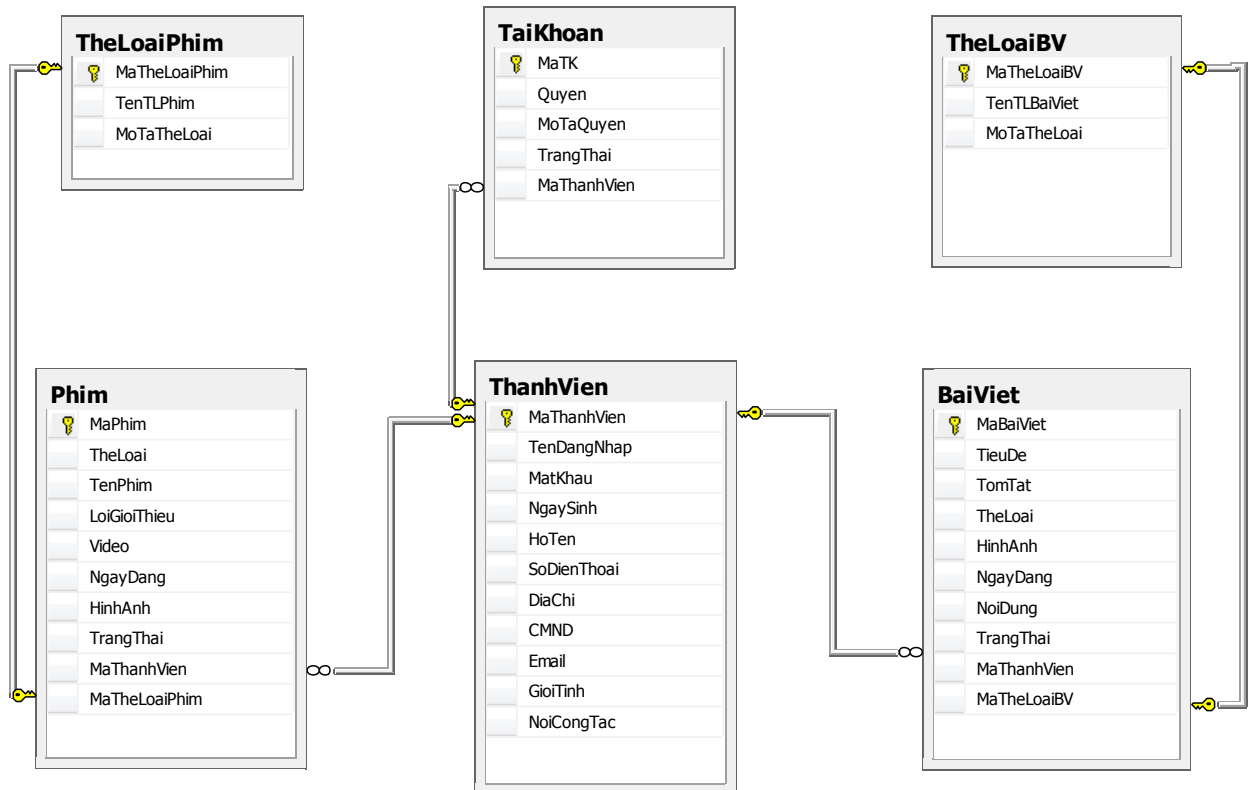 TheLoaiPhim
MaTheLoaiPhim
TenTLPhim
MoTaTheLoai
TaiKhoan
MaTK
Quyen
MoTaQuyen
TrangThai
MaThanhVien
TheLoaiBV
MaTheLoaiBV
TenTLBaiViet
MoTaTheLoai
Phim
MaPhim
TheLoai
TenPhim
LoiGioiThieu
Video
NgayDang
HinhAnh
TrangThai
MaThanhVien
MaTheLoaiPhim
ThanhVien
MaThanhVien
TenDangNhap
MatKhau
NgaySinh
HoTen
SoDienThoai
DiaChi
CMND
Email
GioiTinh
NoiCongTac
BaiViet
MaBaiViet
TieuDe
TomTat
TheLoai
HinhAnh
NgayDang
NoiDung
TrangThai
MaThanhVien
MaTheLoaiBV